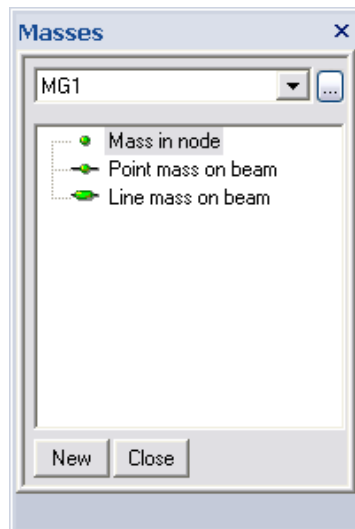 Masses
MG1
...
Mass in node
Point mass on beam
Line mass on beam
New Close